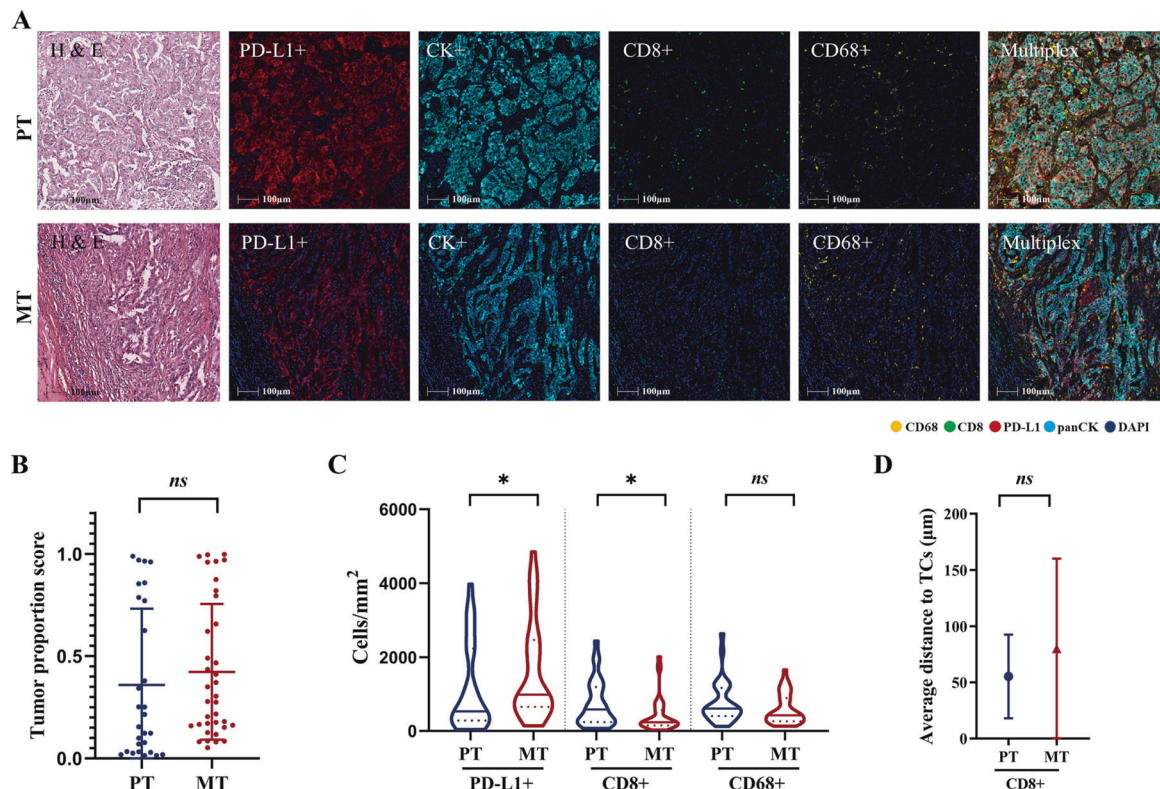 A
H & E PD-L1+ CK+ CD8+ CD68+ Multiplex
PT
100μm 100μm 100μm 100μm 100μm 100μm
H & E PD-L1+ CK+ CD8+ CD68+ Multiplex
MT
100μm 100μm 100μm 100μm 100μm 100μm
CD68 CD8 PD-L1 panCK DAPI
B
ns
Tumor proportion score
1.0
0.5
0.0
PT MT
C
* * ns
Cells/mm²
6000
4000
2000
0
PT MT PT MT PT MT
PD-L1+ CD8+ CD68+
D
ns
Average distance to TCs (μm)
200
150
100
50
0
PT MT
CD8+